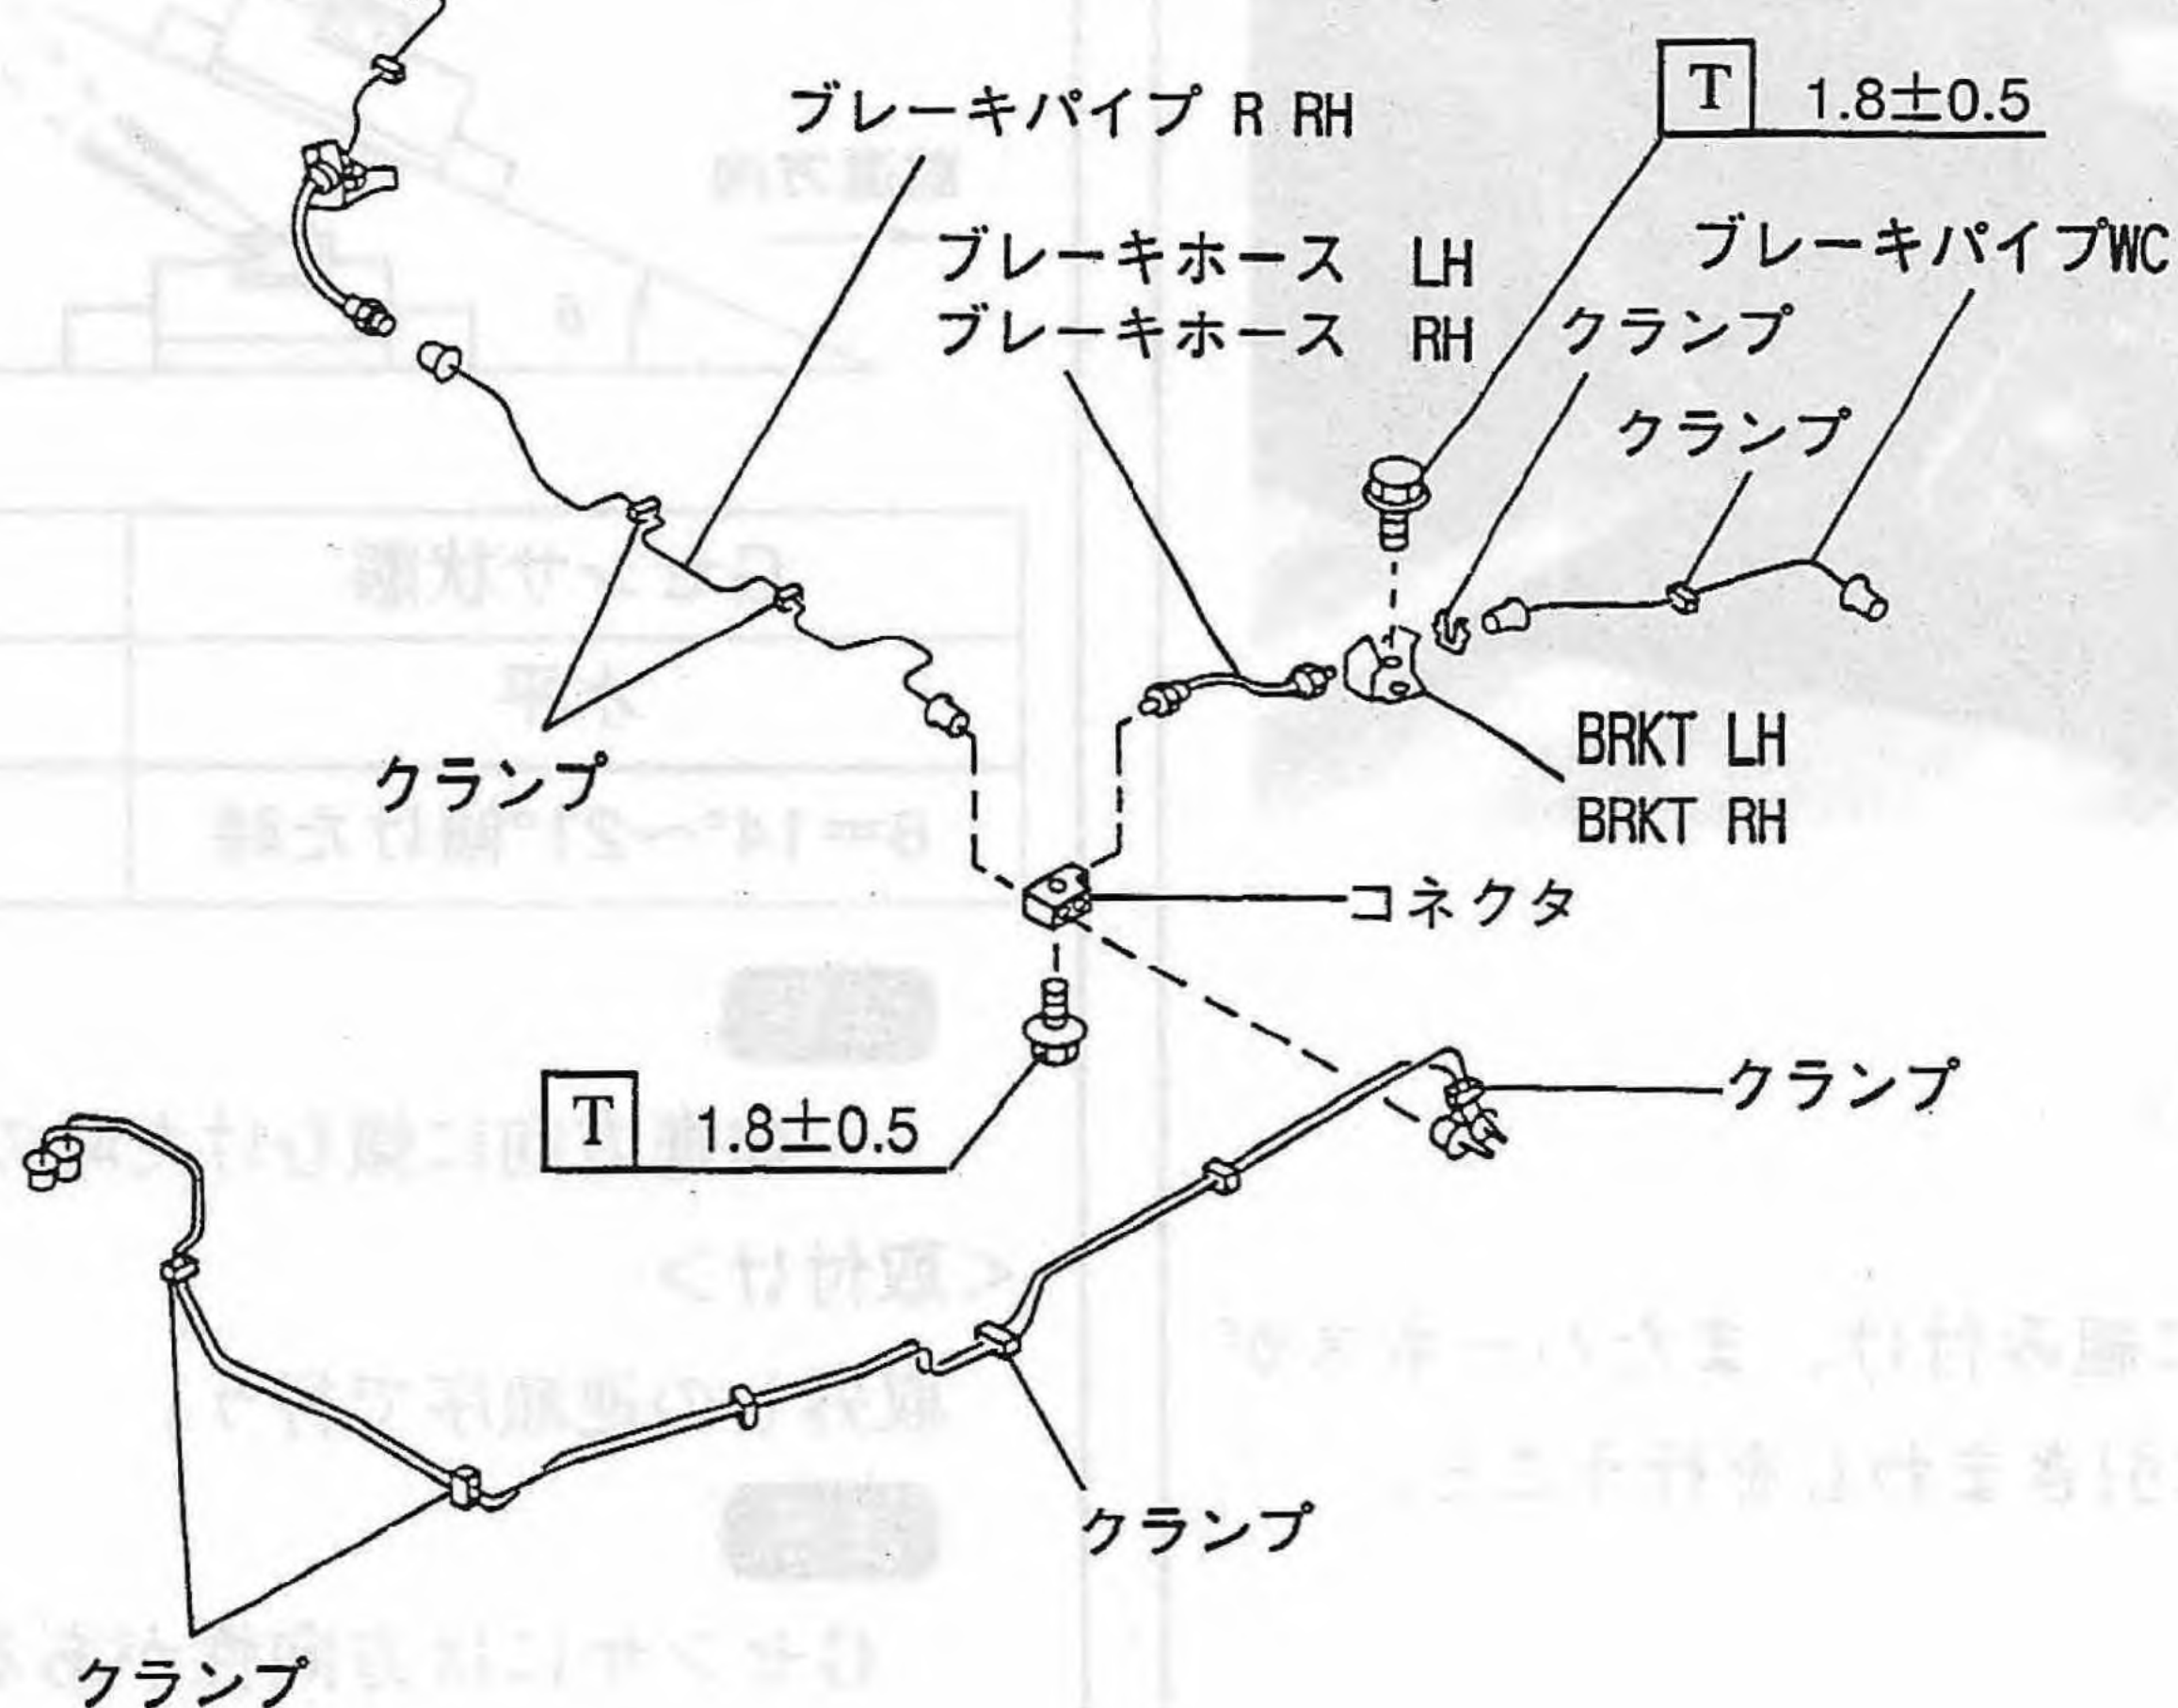 ブレーキパイプ R RH
T 1.8±0.5
ブレーキホース LH
ブレーキホース RH
ブレーキパイプWC
クランプ
クランプ
クランプ
BRKT LH
BRKT RH
コネクタ
クランプ
T 1.8±0.5
クランプ
クランプ